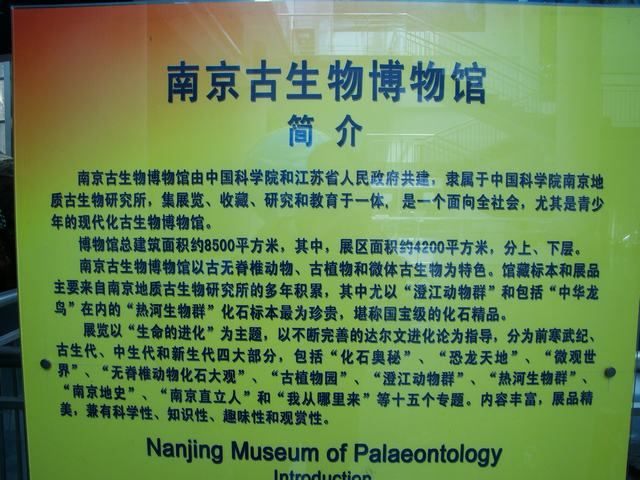 南京古生物博物馆
简 介
南京古生物博物馆由中国科学院和江苏省人民政府共建，隶属于中国科学院南京地
质古生物研究所，集展览、收藏、研究和教育于一体，是一个面向全社会，尤其是青少
年的现代化古生物博物馆。
博物馆总建筑面积约8500平方米，其中，展区面积约4200平方米，分上、下层。
南京古生物博物馆以古无脊椎动物、古植物和微体古生物为特色。馆藏标本和展品
主要来自南京地质古生物研究所的多年积累，其中尤以“澄江动物群”和包括“中华龙
鸟”在内的“热河生物群”化石标本最为珍贵，堪称国宝级的化石精品。
展览以“生命的进化”为主题，以不断完善的达尔文进化论为指导，分为前寒武纪、
古生代、中生代和新生代四大部分，包括“化石奥秘”、“恐龙天地”、“微观世
界”、“无脊椎动物化石大观”、“古植物园”、“澄江动物群”、“热河生物群”、
“南京地史”、“南京直立人”和“我从哪里来”等十五个专题。内容丰富，展品精
美，兼有科学性、知识性、趣味性和观赏性。
Nanjing Museum of Palaeontology
Introduction